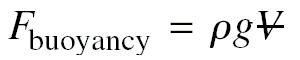 F_buoyancy = ρgV̶